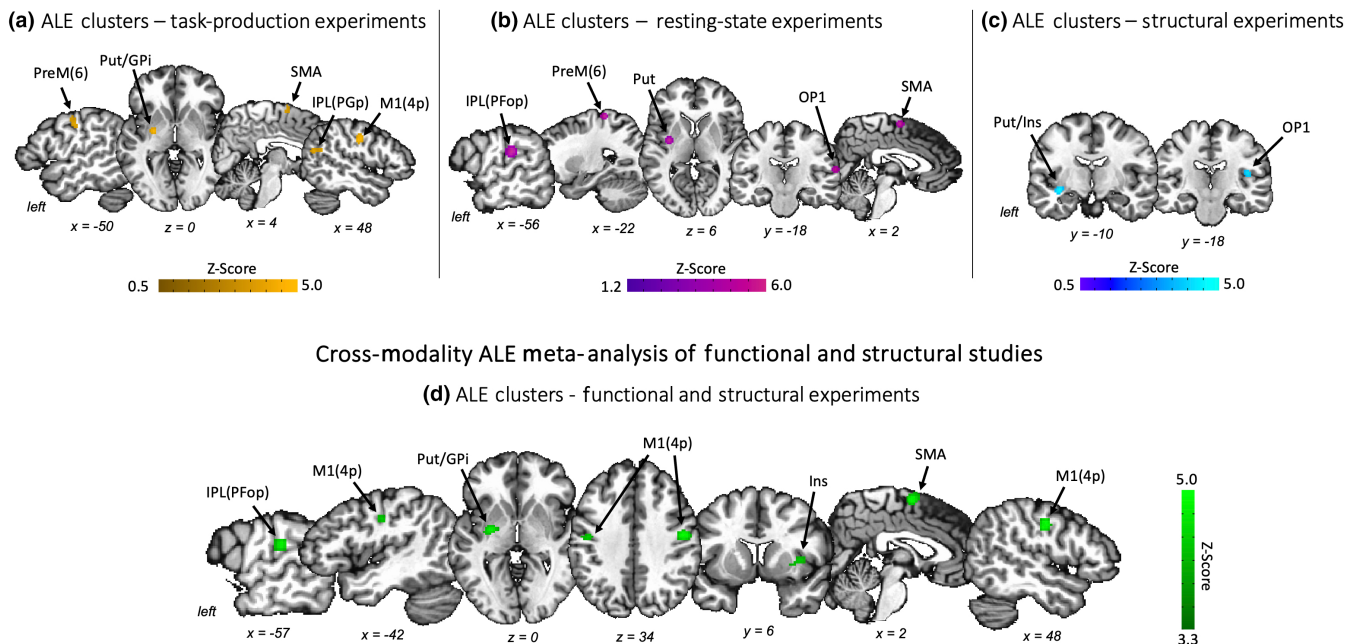 (a) ALE clusters – task-production experiments
PreM(6)
Put/GPi
SMA
IPL(PGp)
M1(4p)
left
x = -50
z = 0
x = 4
x = 48
Z-Score
0.5
5.0
(b) ALE clusters – resting-state experiments
IPL(PFop)
PreM(6)
Put
OP1
SMA
left
x = -56
x = -22
z = 6
y = -18
x = 2
Z-Score
1.2
6.0
(c) ALE clusters – structural experiments
Put/Ins
OP1
left
y = -10
y = -18
Z-Score
0.5
5.0
Cross-modality ALE meta-analysis of functional and structural studies
(d) ALE clusters - functional and structural experiments
IPL(PFop)
M1(4p)
Put/GPi
M1(4p)
Ins
SMA
M1(4p)
left
x = -57
x = -42
z = 0
z = 34
y = 6
x = 2
x = 48
5.0
Z-Score
3.3